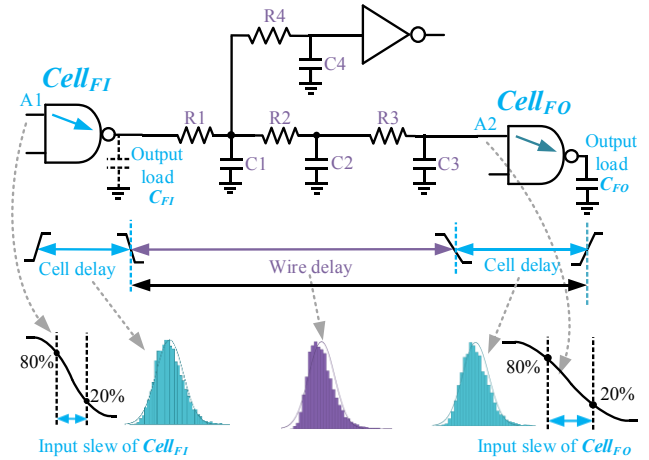 R4
Cell_FI
C4
Cell_FO
A1
R1
R2
R3
A2
Output
load
C_FI
C1
C2
C3
Output
load
C_FO
Cell delay
Wire delay
Cell delay
80%
20%
80%
20%
Input slew of Cell_FI
Input slew of Cell_FO